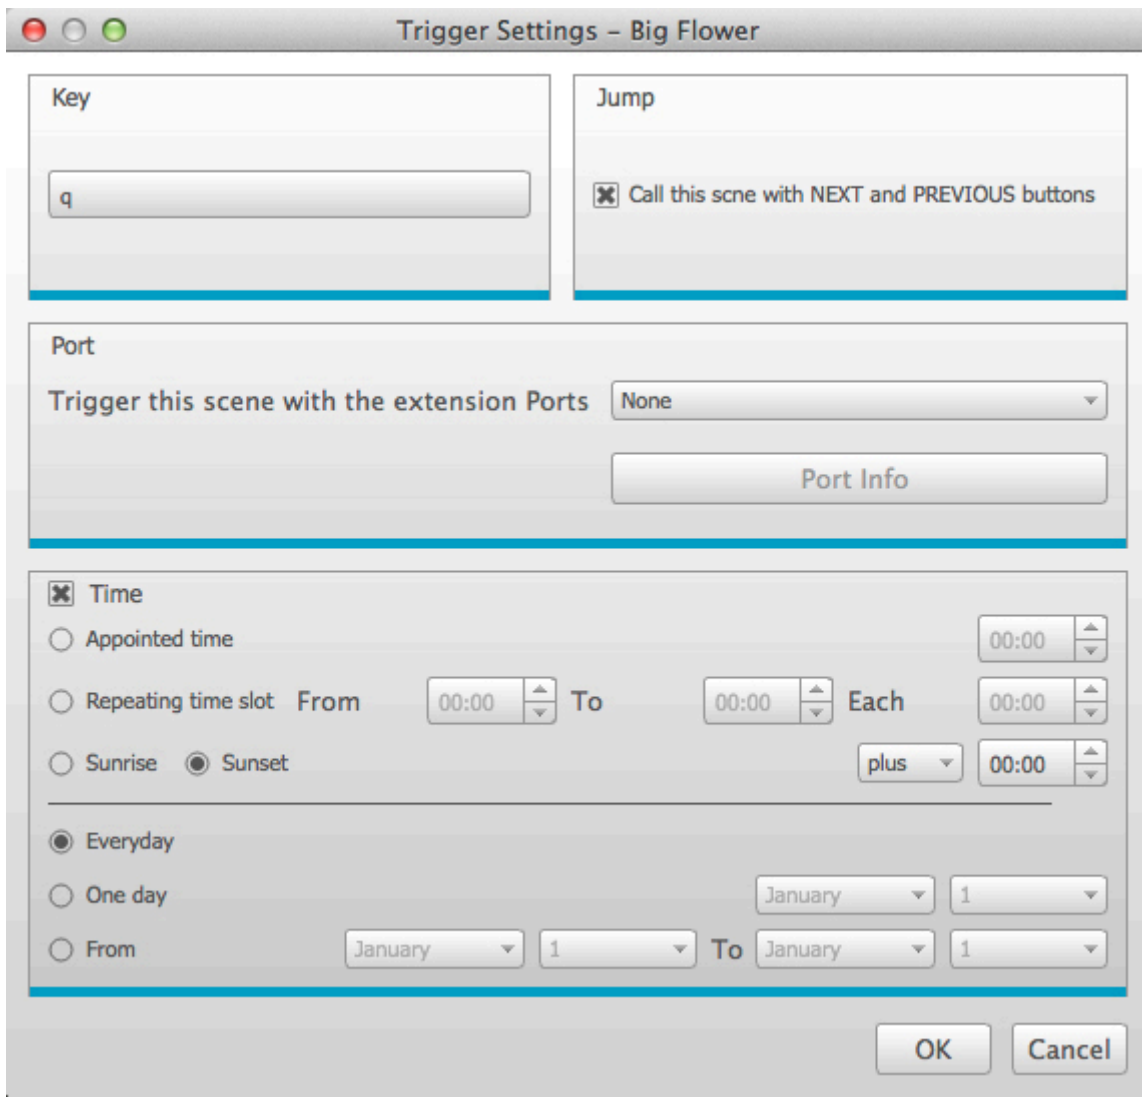 Trigger Settings – Big Flower
Key
q
Jump
Call this scne with NEXT and PREVIOUS buttons
Port
Trigger this scene with the extension Ports None
Port Info
Time
Appointed time 00:00
Repeating time slot From 00:00 To 00:00 Each 00:00
Sunrise Sunset plus 00:00
Everyday
One day January 1
From January 1 To January 1
OK Cancel